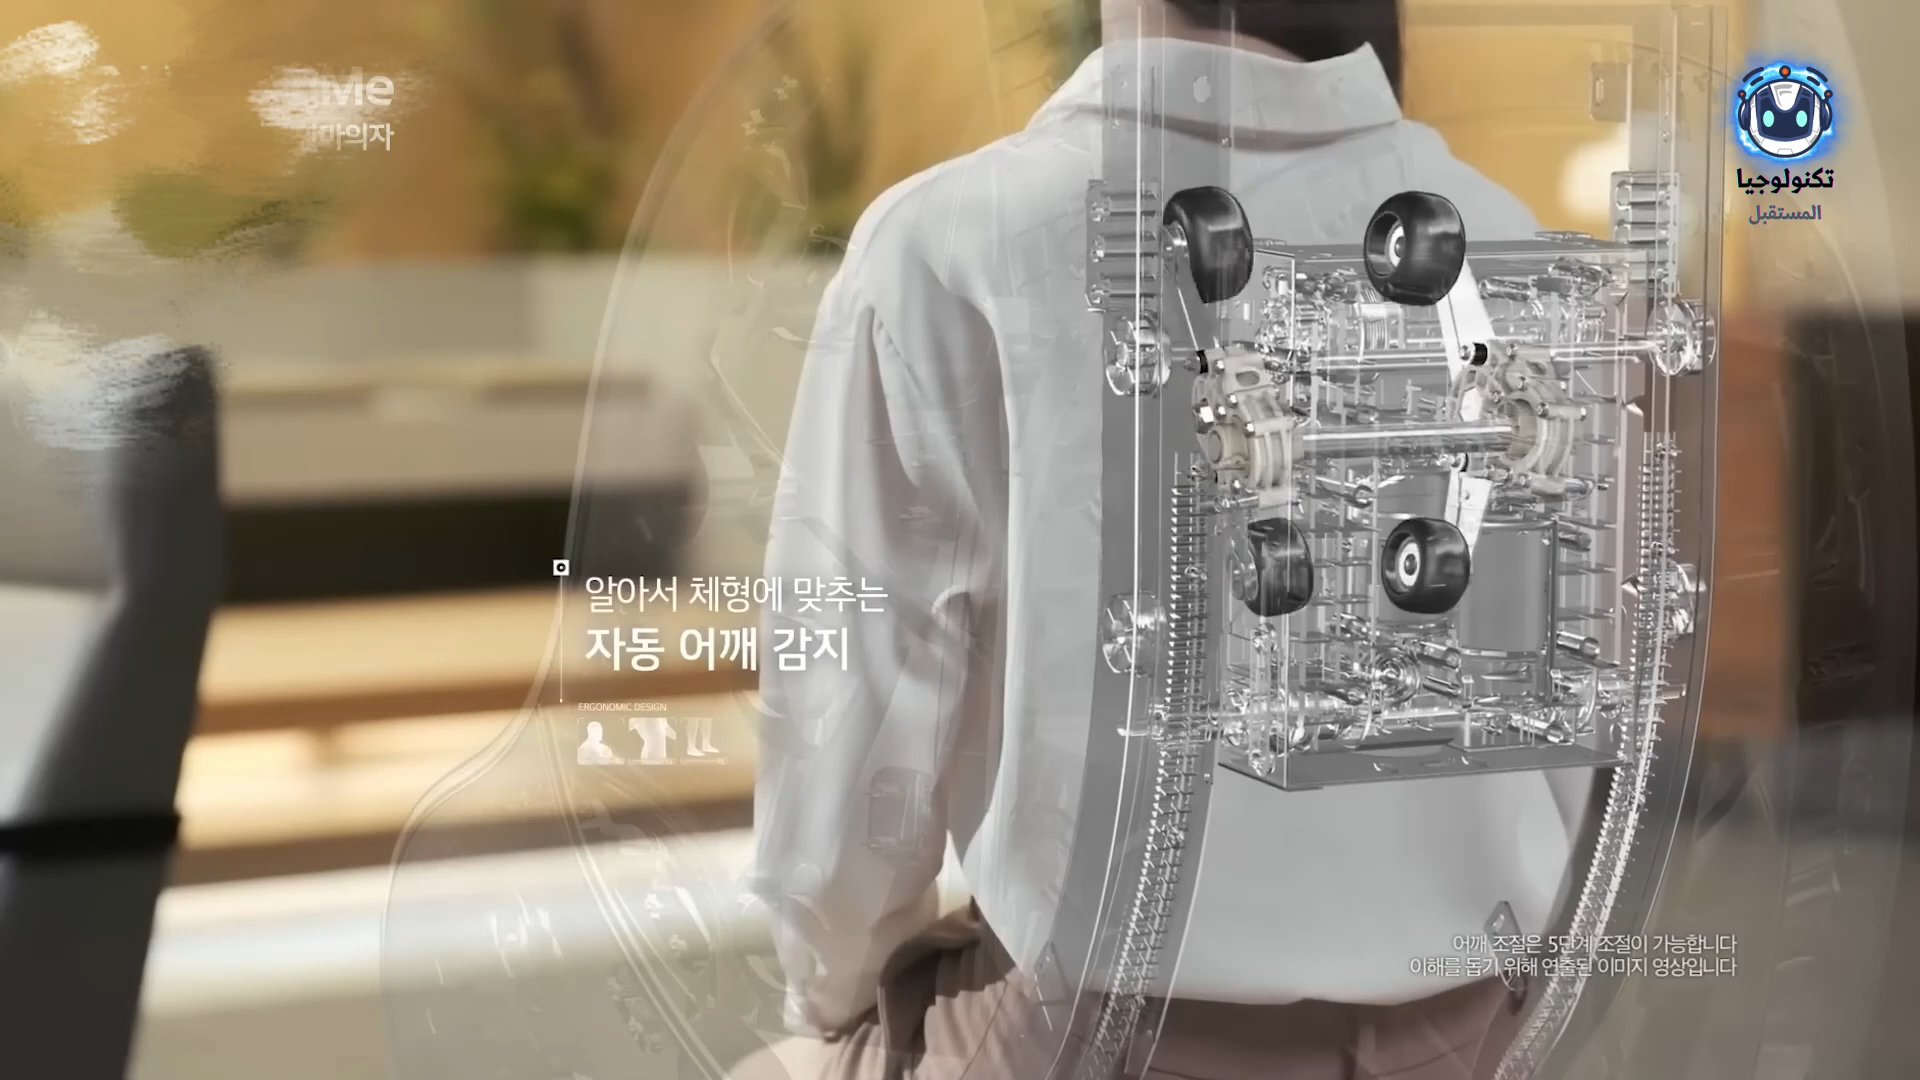 تكنولوجيا
المستقبل
알아서 체형에 맞추는
자동 어깨 감지
ERGONOMIC DESIGN
어깨 조절은 5단계 조절이 가능합니다
이해를 돕기 위해 연출된 이미지 영상입니다